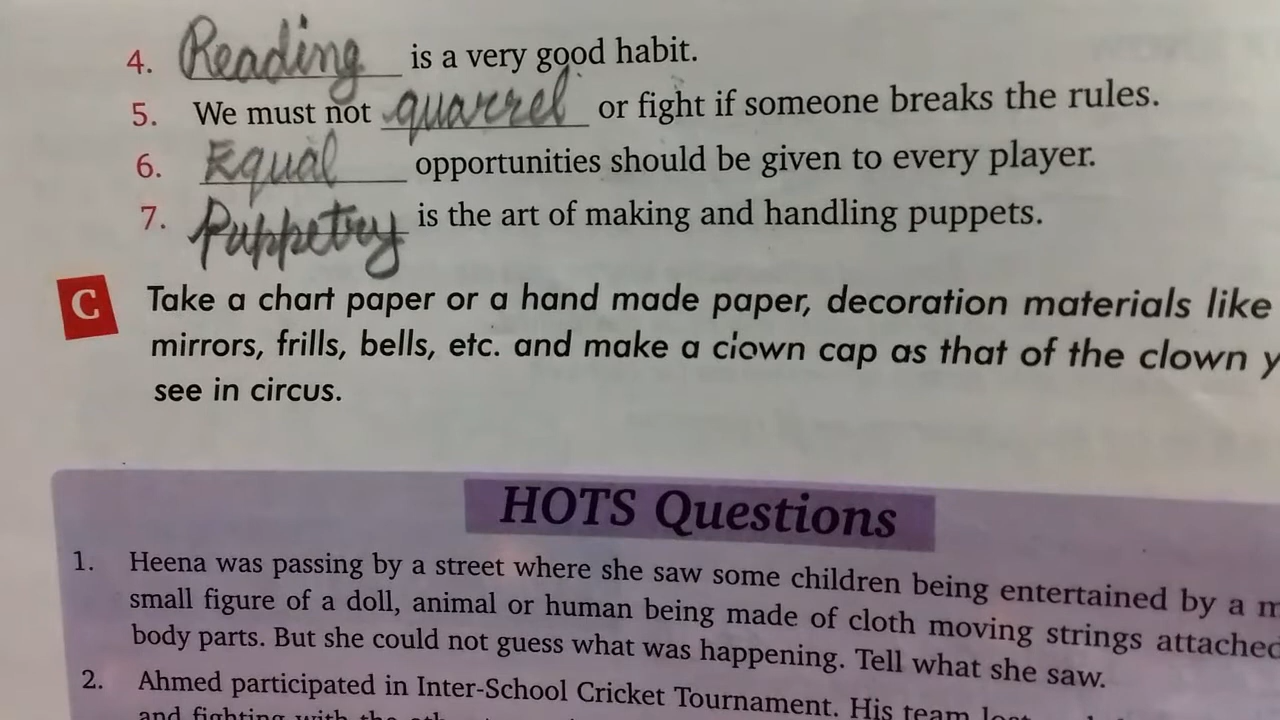 4. Reading is a very good habit.
5. We must not quarrel or fight if someone breaks the rules.
6. Equal opportunities should be given to every player.
7. Puppetry is the art of making and handling puppets.
C Take a chart paper or a hand made paper, decoration materials like
mirrors, frills, bells, etc. and make a clown cap as that of the clown y
see in circus.
HOTS Questions
1. Heena was passing by a street where she saw some children being entertained by a m
small figure of a doll, animal or human being made of cloth moving strings attached
body parts. But she could not guess what was happening. Tell what she saw.
2. Ahmed participated in Inter-School Cricket Tournament. His team lost
and fighting with the